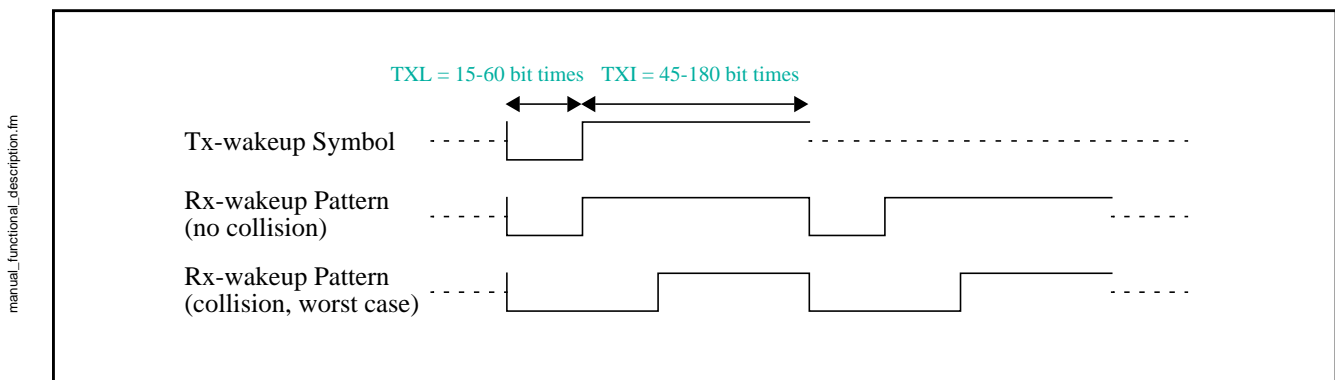 manual_functional_description.fm
TXL = 15-60 bit times TXI = 45-180 bit times
Tx-wakeup Symbol
Rx-wakeup Pattern
(no collision)
Rx-wakeup Pattern
(collision, worst case)